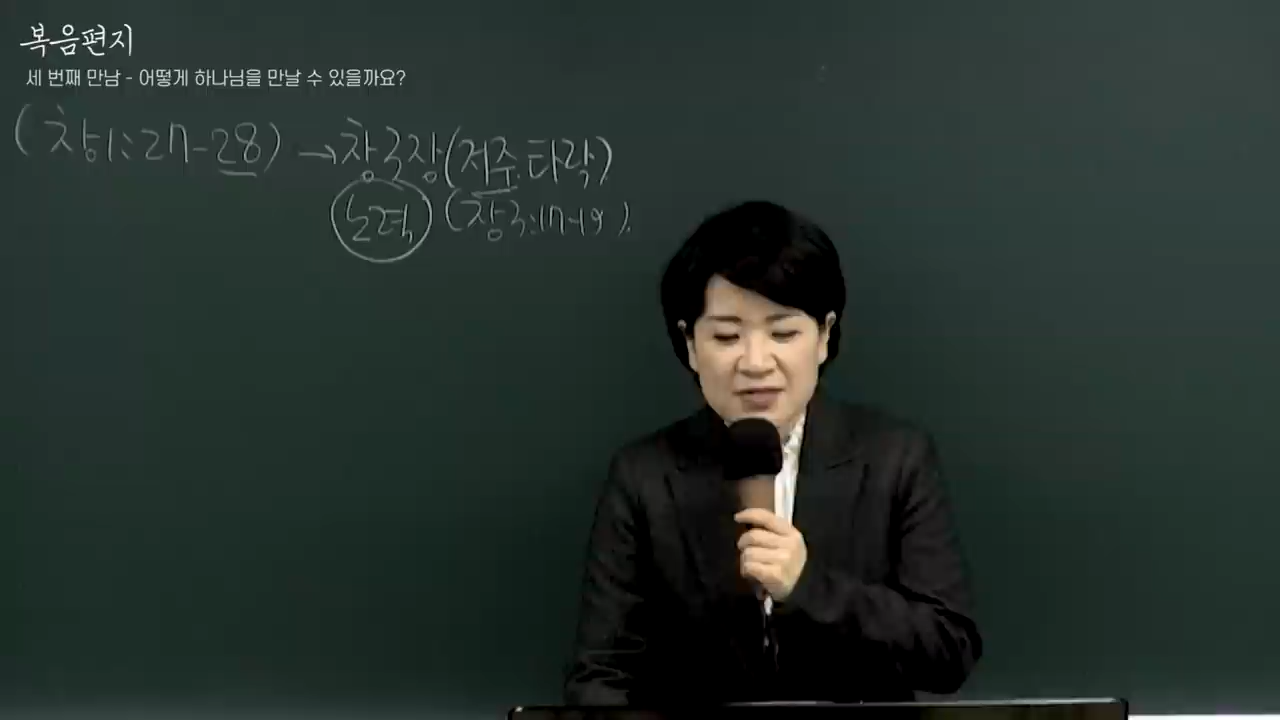 복음편지
세 번째 만남 - 어떻게 하나님을 만날 수 있을까요?
(창1:27-28) →창3장(저주.타락)
노력 (창3:17-19).